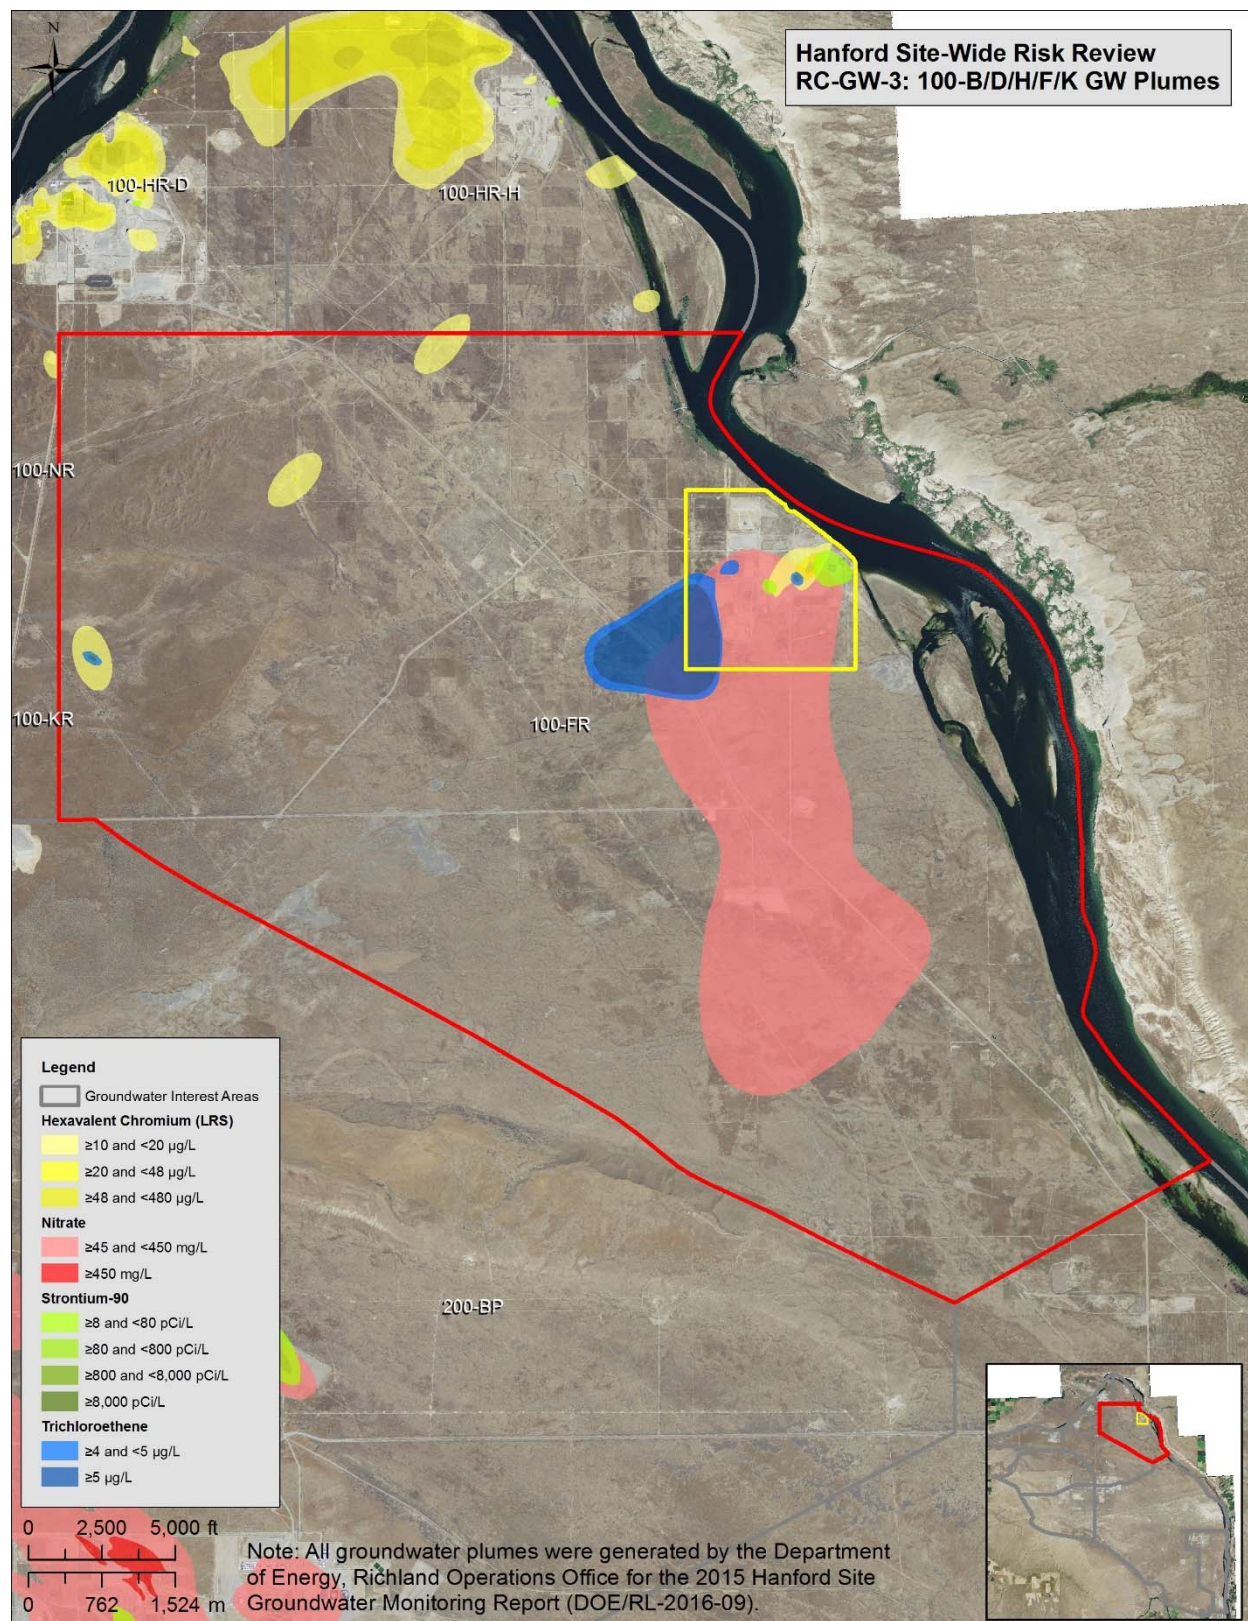 N
Hanford Site-Wide Risk Review
RC-GW-3: 100-B/D/H/F/K GW Plumes
100-HR-D
100-HR-H
100-NR
100-KR
100-FR
200-BP
Legend
Groundwater Interest Areas
Hexavalent Chromium (LRS)
≥10 and <20 µg/L
≥20 and <48 µg/L
≥48 and <480 µg/L
Nitrate
≥45 and <450 mg/L
≥450 mg/L
Strontium-90
≥8 and <80 pCi/L
≥80 and <800 pCi/L
≥800 and <8,000 pCi/L
≥8,000 pCi/L
Trichloroethene
≥4 and <5 µg/L
≥5 µg/L
0 2,500 5,000 ft
0 762 1,524 m
Note: All groundwater plumes were generated by the Department
of Energy, Richland Operations Office for the 2015 Hanford Site
Groundwater Monitoring Report (DOE/RL-2016-09).